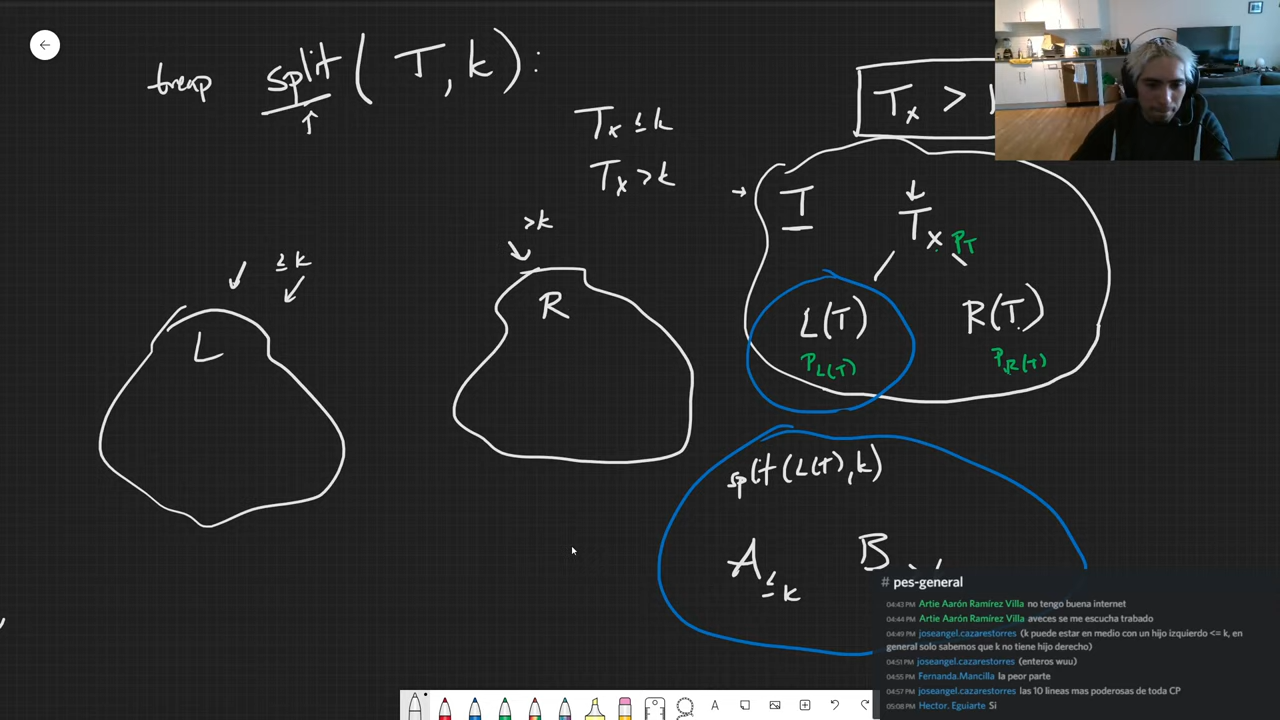 treap split(T, k):
Tx ≤ k
Tx > k
Tx >
T
Tx PT
L(T) R(T)
PL(T) PR(T)
≤ k
L
>k
R
split(L(T), k)
A≤k B
# pes-general
04:43 PM Artie Aarón Ramírez Villa no tengo buena internet
04:44 PM Artie Aarón Ramírez Villa aveces se me escucha trabado
04:49 PM joseangel.cazarestorres (k puede estar en medio con un hijo izquierdo <= k, en
general solo sabemos que k no tiene hijo derecho)
04:51 PM joseangel.cazarestorres (enteros wuu)
04:55 PM Fernanda.Mancilla la peor parte
04:57 PM joseangel.cazarestorres las 10 lineas mas poderosas de toda CP
05:08 PM Hector. Eguiarte Si
A